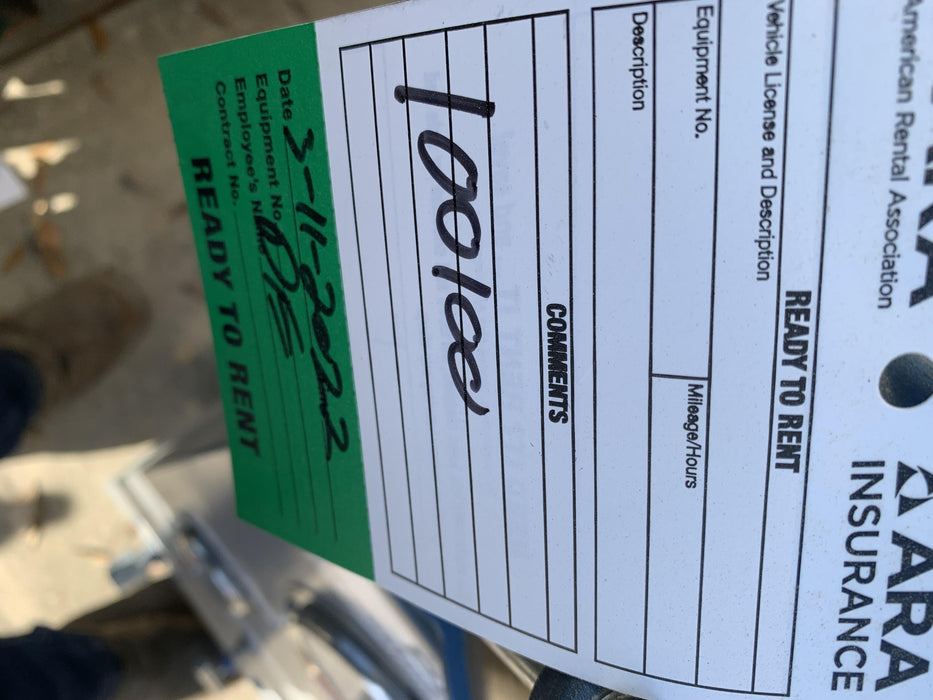 ARA
American Rental Association
ARA
INSURANCE
READY TO RENT
Vehicle License and Description
Equipment No.
Mileage/Hours
Description
COMMENTS
Date 3-11-2022
Equipment No.
Employee's Name
Contract No.
READY TO RENT